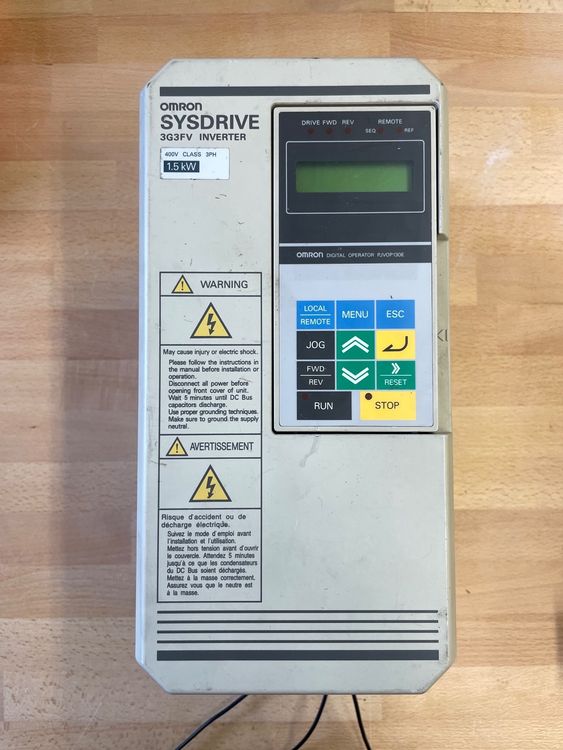 OMRON
SYSDRIVE
3G3FV INVERTER
400V CLASS 3PH
1.5 kW
DRIVE FWD REV REMOTE
SEQ REF
OMRON DIGITAL OPERATOR PJVOP130E
LOCAL
REMOTE
MENU
ESC
JOG
FWD
REV
RESET
RUN
STOP
WARNING
May cause injury or electric shock.
Please follow the instructions in
the manual before installation or
operation.
Disconnect all power before
opening front cover of unit.
Wait 5 minutes until DC Bus
capacitors discharge.
Use proper grounding techniques.
Make sure to ground the supply
neutral.
AVERTISSEMENT
Risque d'accident ou de
décharge électrique.
Suivez le mode d'emploi avant
l'installation et l'utilisation.
Mettez hors tension avant d'ouvrir
le couvercle. Attendez 5 minutes
jusqu'à ce que les condensateurs
du DC Bus soient déchargés.
Mettez à la masse correctement.
Assurez vous que le neutre est
à la masse.